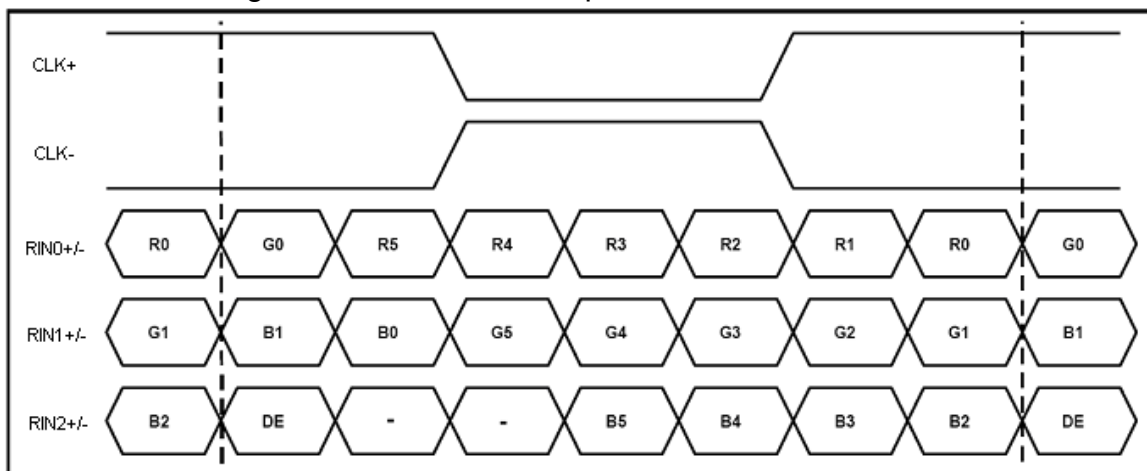 CLK+
CLK-
RIN0+/- R0 G0 R5 R4 R3 R2 R1 R0 G0
RIN1+/- G1 B1 B0 G5 G4 G3 G2 G1 B1
RIN2+/- B2 DE - - B5 B4 B3 B2 DE